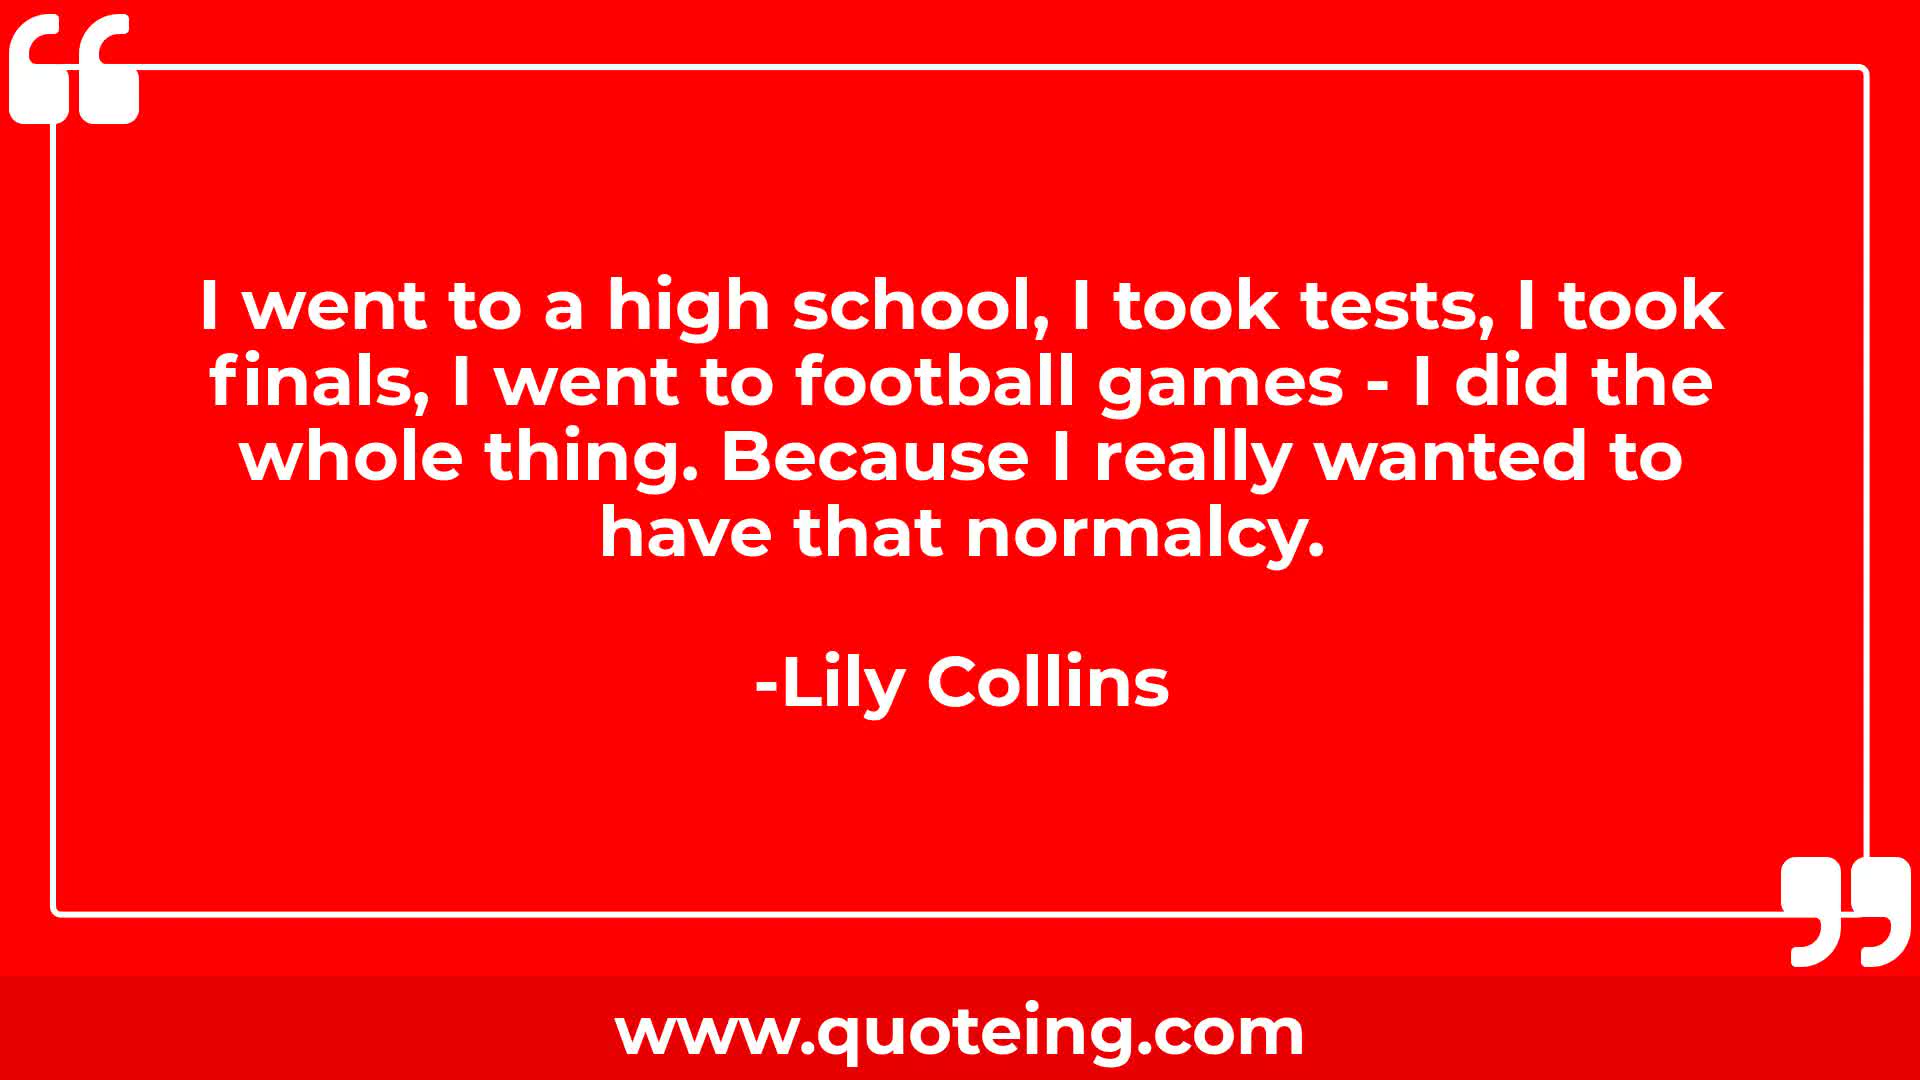 I went to a high school, I took tests, I took
finals, I went to football games - I did the
whole thing. Because I really wanted to
have that normalcy.
-Lily Collins
www.quoteing.com